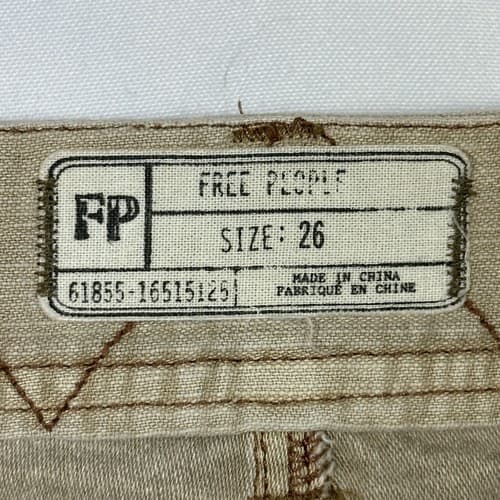 FP
FREE PEOPLE
SIZE: 26
61855-16515125
MADE IN CHINA
FABRIQUÉ EN CHINE